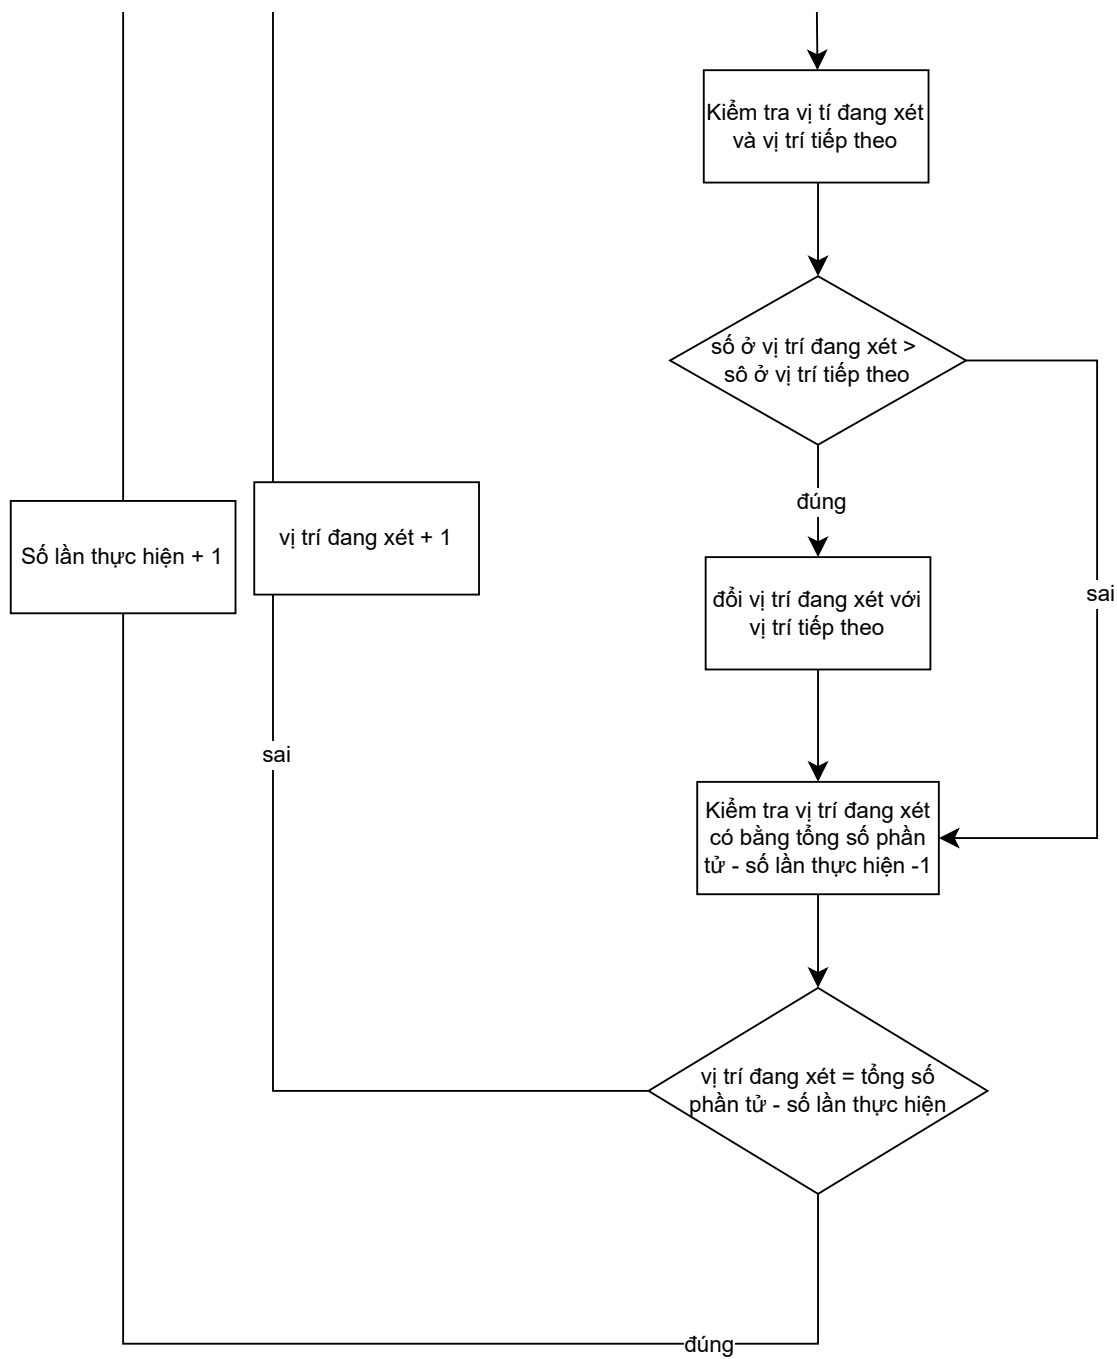 Kiểm tra vị tí đang xét
và vị trí tiếp theo
số ở vị trí đang xét >
sô ở vị trí tiếp theo
đúng
sai
Số lần thực hiện + 1
vị trí đang xét + 1
đổi vị trí đang xét với
vị trí tiếp theo
sai
Kiểm tra vị trí đang xét
có bằng tổng số phần
tử - số lần thực hiện -1
vị trí đang xét = tổng số
phần tử - số lần thực hiện
đúng